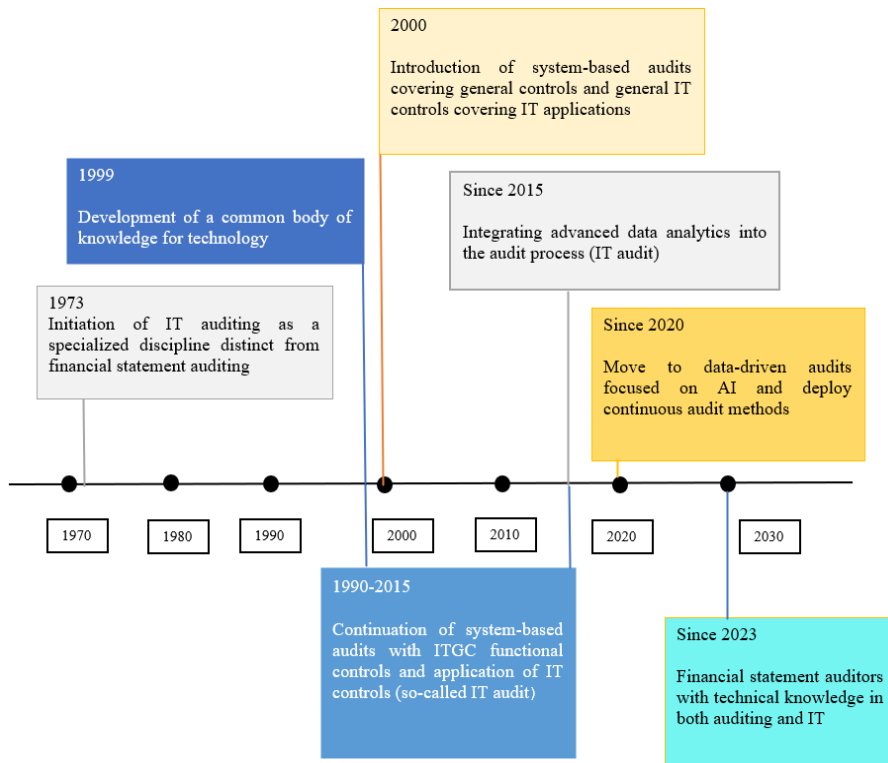 2000
Introduction of system-based audits
covering general controls and general IT
controls covering IT applications
1999
Development of a common body of
knowledge for technology
Since 2015
Integrating advanced data analytics into
the audit process (IT audit)
1973
Initiation of IT auditing as a
specialized discipline distinct from
financial statement auditing
Since 2020
Move to data-driven audits
focused on AI and deploy
continuous audit methods
1970
1980
1990
2000
2010
2020
2030
1990-2015
Continuation of system-based
audits with ITGC functional
controls and application of IT
controls (so-called IT audit)
Since 2023
Financial statement auditors
with technical knowledge in
both auditing and IT